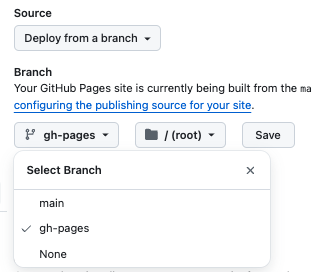 Source
Deploy from a branch
Branch
Your GitHub Pages site is currently being built from the
configuring the publishing source for your site.
gh-pages / (root) Save
Select Branch
main
gh-pages
None